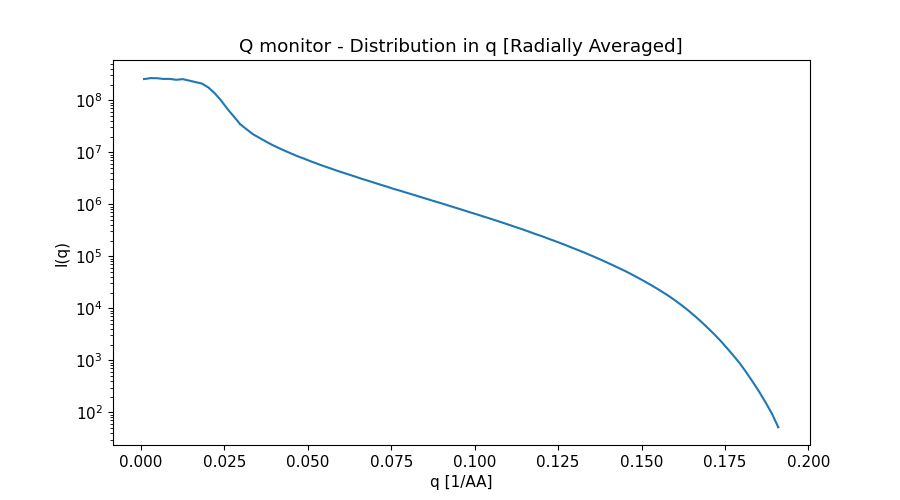 Q monitor - Distribution in q [Radially Averaged]
I(q)
10⁸
10⁷
10⁶
10⁵
10⁴
10³
10²
0.000 0.025 0.050 0.075 0.100 0.125 0.150 0.175 0.200
q [1/AA]